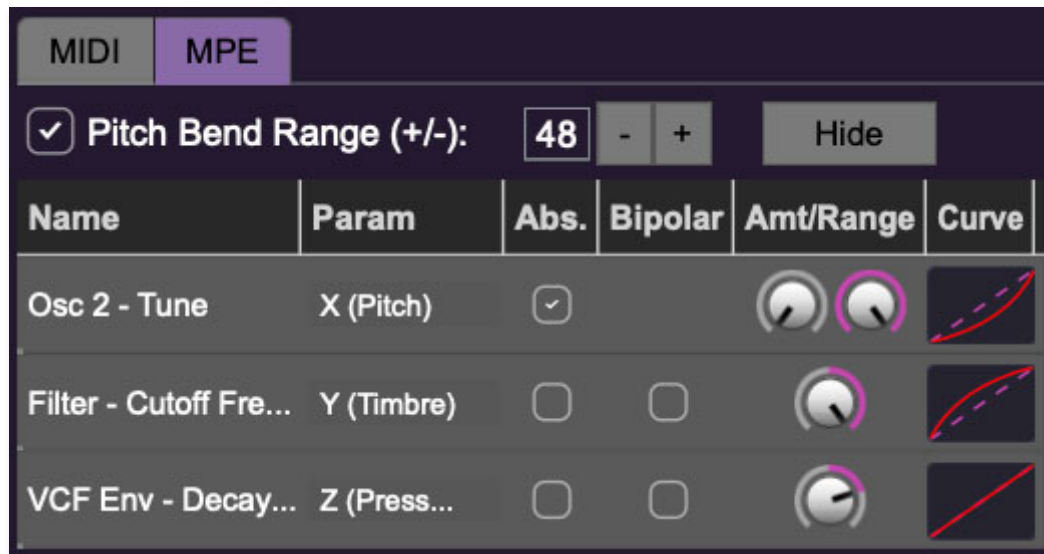 MIDI MPE
Pitch Bend Range (+/-): 48 - + Hide
Name Param Abs. Bipolar Amt/Range Curve
Osc 2 - Tune X (Pitch)
Filter - Cutoff Fre... Y (Timbre)
VCF Env - Decay... Z (Press...